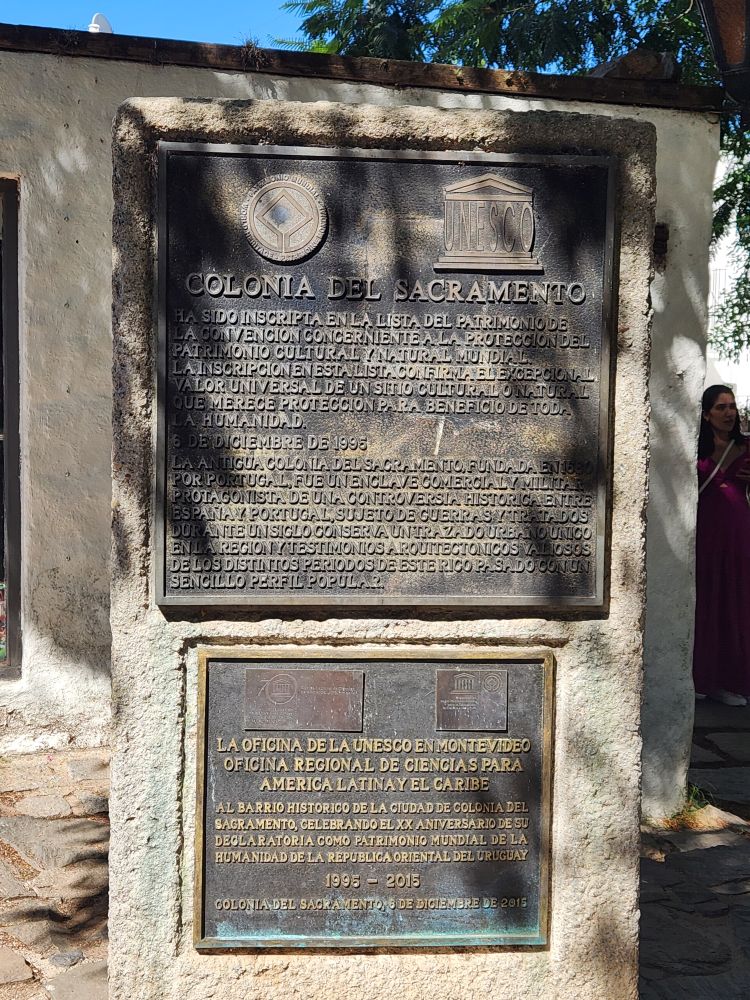 UNESCO
COLONIA DEL SACRAMENTO
HA SIDO INSCRIPTA EN LA LISTA DEL PATRIMONIO DE
LA CONVENCION CONCERNIENTE A LA PROTECCION DEL
PATRIMONIO CULTURAL Y NATURAL MUNDIAL.
LA INSCRIPCION EN ESTA LISTA CONFIRMA EL EXCEPCIONAL
VALOR UNIVERSAL DE UN SITIO CULTURAL O NATURAL
QUE MERECE PROTECCION PARA BENEFICIO DE TODA
LA HUMANIDAD.
6 DE DICIEMBRE DE 1995
LA ANTIGUA COLONIA DEL SACRAMENTO, FUNDADA EN 1680
POR PORTUGAL, FUE UN ENCLAVE COMERCIAL Y MILITAR
PROTAGONISTA DE UNA CONTROVERSIA HISTORICA ENTRE
ESPAÑA Y PORTUGAL, SUJETO DE GUERRAS Y TRATADOS
DURANTE UN SIGLO CONSERVA UN TRAZADO URBANO UNICO
EN LA REGION Y TESTIMONIOS ARQUITECTONICOS VALIOSOS
DE LOS DISTINTOS PERIODOS DE ESTE RICO PASADO CON UN
SENCILLO PERFIL POPULAR.
LA OFICINA DE LA UNESCO EN MONTEVIDEO
OFICINA REGIONAL DE CIENCIAS PARA
AMERICA LATINA Y EL CARIBE
AL BARRIO HISTORICO DE LA CIUDAD DE COLONIA DEL
SACRAMENTO, CELEBRANDO EL XX ANIVERSARIO DE SU
DECLARATORIA COMO PATRIMONIO MUNDIAL DE LA
HUMANIDAD DE LA REPUBLICA ORIENTAL DEL URUGUAY
1995 - 2015
COLONIA DEL SACRAMENTO, 6 DE DICIEMBRE DE 2015